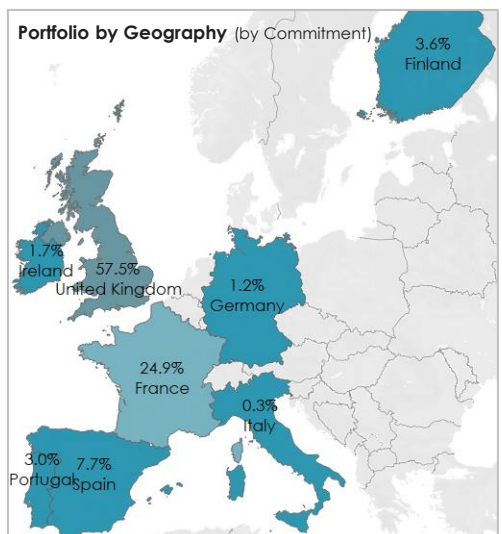 Portfolio by Geography (by Commitment)
3.6%
Finland
1.7%
Ireland
57.5%
United Kingdom
1.2%
Germany
24.9%
France
0.3%
Italy
3.0%
Portugal
7.7%
Spain